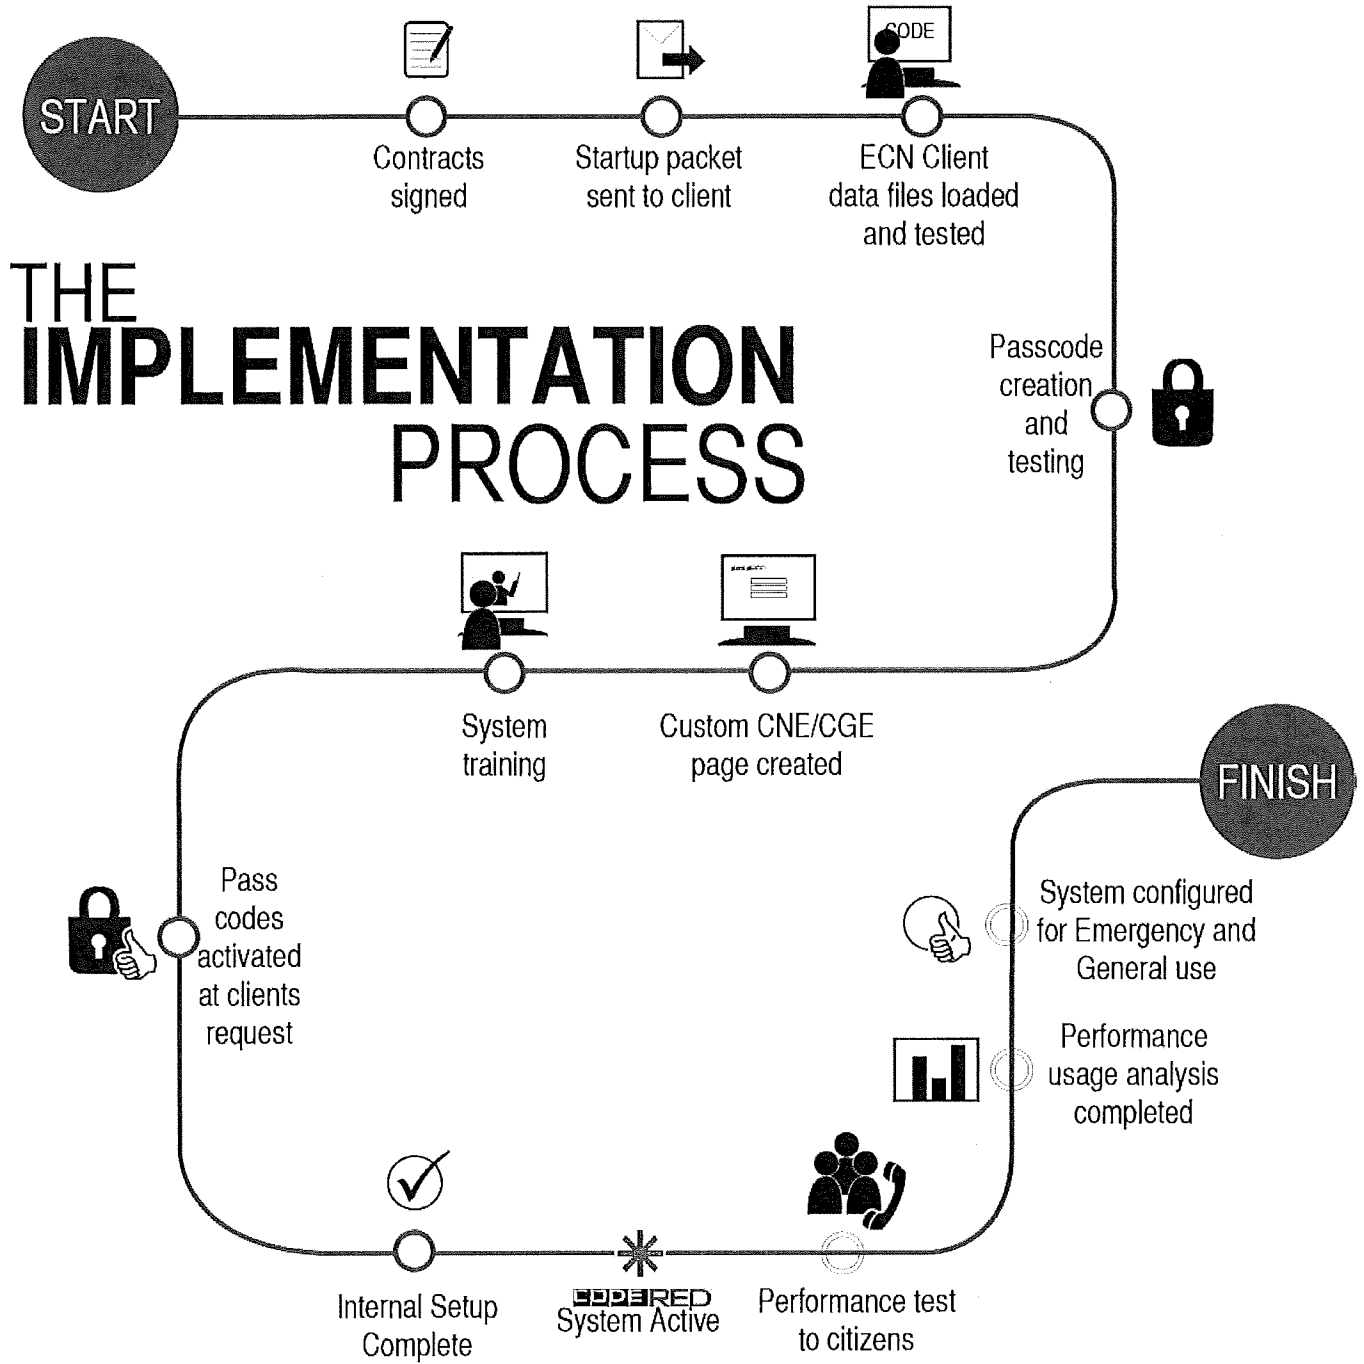 START
CODE
Contracts
signed
Startup packet
sent to client
ECN Client
data files loaded
and tested
THE
IMPLEMENTATION
PROCESS
Passcode
creation
and
testing
System
training
Custom CNE/CGE
page created
FINISH
Pass
codes
activated
at clients
request
System configured
for Emergency and
General use
Performance
usage analysis
completed
Internal Setup
Complete
CODERED
System Active
Performance test
to citizens